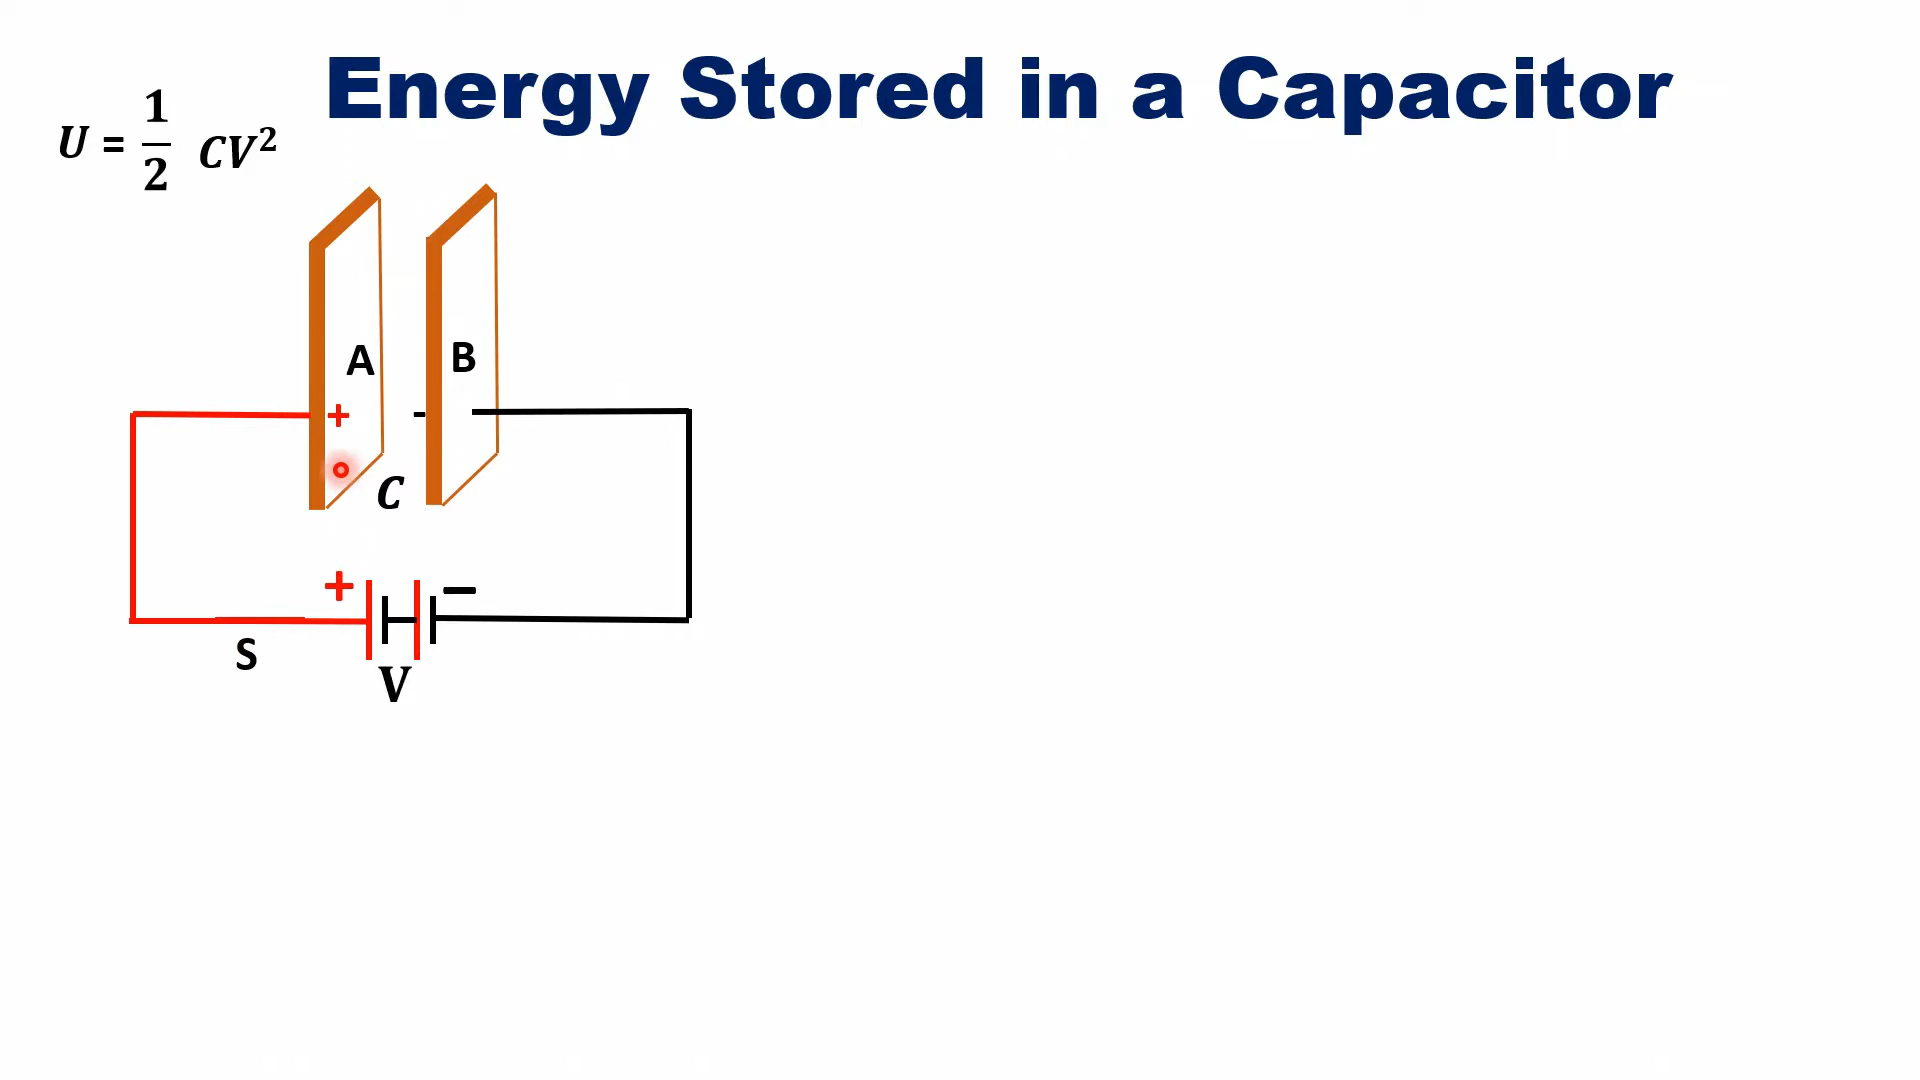 Energy Stored in a Capacitor
U = 1/2 CV²
A B
+ -
C
+ −
S
V